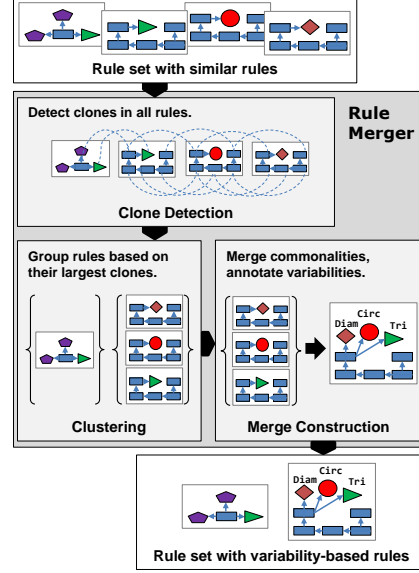 Rule set with similar rules
Rule
Merger
Detect clones in all rules.
Clone Detection
Group rules based on
their largest clones.
Clustering
Merge commonalities,
annotate variabilities.
Circ
Diam
Tri
Merge Construction
Circ
Diam
Tri
Rule set with variability-based rules